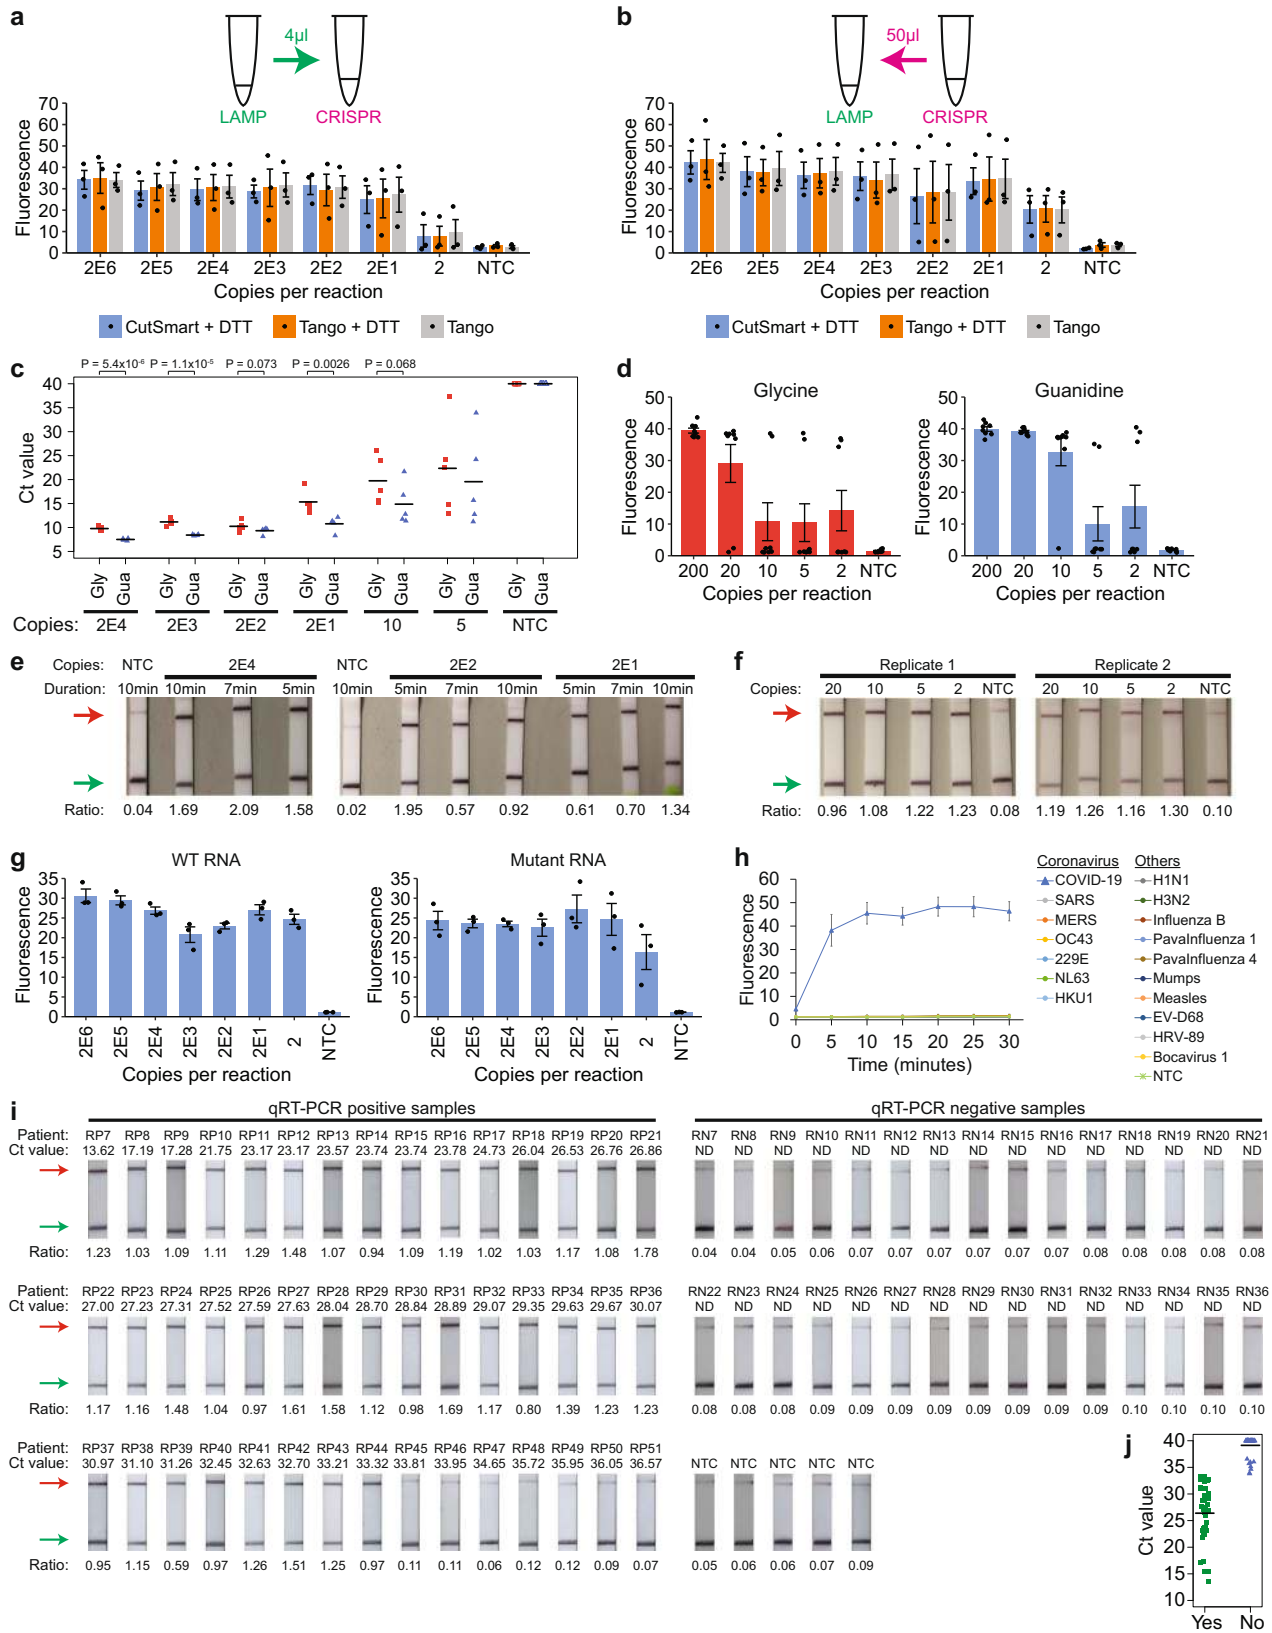 a
4µl
LAMP CRISPR
Fluorescence
70
60
50
40
30
20
10
0
2E6 2E5 2E4 2E3 2E2 2E1 2 NTC
Copies per reaction
CutSmart + DTT Tango + DTT Tango
b
50µl
LAMP CRISPR
Fluorescence
70
60
50
40
30
20
10
0
2E6 2E5 2E4 2E3 2E2 2E1 2 NTC
Copies per reaction
CutSmart + DTT Tango + DTT Tango
c
P = 5.4x10-6 P = 1.1x10-5 P = 0.073 P = 0.0026 P = 0.068
Ct value
40
35
30
25
20
15
10
5
Gly Gua Gly Gua Gly Gua Gly Gua Gly Gua Gly Gua Gly Gua
Copies: 2E4 2E3 2E2 2E1 10 5 NTC
d
Glycine
Fluorescence
50
40
30
20
10
0
200 20 10 5 2 NTC
Copies per reaction
Guanidine
Fluorescence
50
40
30
20
10
0
200 20 10 5 2 NTC
Copies per reaction
e
Copies: NTC 2E4 NTC 2E2 2E1
Duration: 10min 10min 7min 5min 10min 5min 7min 10min 5min 7min 10min
Ratio: 0.04 1.69 2.09 1.58 0.02 1.95 0.57 0.92 0.61 0.70 1.34
f
Replicate 1 Replicate 2
Copies: 20 10 5 2 NTC 20 10 5 2 NTC
Ratio: 0.96 1.08 1.22 1.23 0.08 1.19 1.26 1.16 1.30 0.10
g
WT RNA
Fluorescence
35
30
25
20
15
10
5
0
2E6 2E5 2E4 2E3 2E2 2E1 2 NTC
Copies per reaction
Mutant RNA
Fluorescence
35
30
25
20
15
10
5
0
2E6 2E5 2E4 2E3 2E2 2E1 2 NTC
Copies per reaction
h
Fluorescence
60
50
40
30
20
10
0
0 5 10 15 20 25 30
Time (minutes)
Coronavirus
COVID-19
SARS
MERS
OC43
229E
NL63
HKU1
Others
H1N1
H3N2
Influenza B
PavaInfluenza 1
PavaInfluenza 4
Mumps
Measles
EV-D68
HRV-89
Bocavirus 1
NTC
i
qRT-PCR positive samples
Patient: RP7 RP8 RP9 RP10 RP11 RP12 RP13 RP14 RP15 RP16 RP17 RP18 RP19 RP20 RP21
Ct value: 13.62 17.19 17.28 21.75 23.17 23.17 23.57 23.74 23.74 23.78 24.73 26.04 26.53 26.76 26.86
Ratio: 1.23 1.03 1.09 1.11 1.29 1.48 1.07 0.94 1.09 1.19 1.02 1.03 1.17 1.08 1.78
Patient: RP22 RP23 RP24 RP25 RP26 RP27 RP28 RP29 RP30 RP31 RP32 RP33 RP34 RP35 RP36
Ct value: 27.00 27.23 27.31 27.52 27.59 27.63 28.04 28.70 28.84 28.89 29.07 29.35 29.63 29.67 30.07
Ratio: 1.17 1.16 1.48 1.04 0.97 1.61 1.58 1.12 0.98 1.69 1.17 0.80 1.39 1.23 1.23
Patient: RP37 RP38 RP39 RP40 RP41 RP42 RP43 RP44 RP45 RP46 RP47 RP48 RP49 RP50 RP51
Ct value: 30.97 31.10 31.26 32.45 32.63 32.70 33.21 33.32 33.81 33.95 34.65 35.72 35.95 36.05 36.57
Ratio: 0.95 1.15 0.59 0.97 1.26 1.51 1.25 0.97 0.11 0.11 0.06 0.12 0.12 0.09 0.07
qRT-PCR negative samples
RN7 RN8 RN9 RN10 RN11 RN12 RN13 RN14 RN15 RN16 RN17 RN18 RN19 RN20 RN21
ND ND ND ND ND ND ND ND ND ND ND ND ND ND ND
0.04 0.04 0.05 0.06 0.07 0.07 0.07 0.07 0.07 0.07 0.08 0.08 0.08 0.08 0.08
RN22 RN23 RN24 RN25 RN26 RN27 RN28 RN29 RN30 RN31 RN32 RN33 RN34 RN35 RN36
ND ND ND ND ND ND ND ND ND ND ND ND ND ND ND
0.08 0.08 0.08 0.09 0.09 0.09 0.09 0.09 0.09 0.09 0.09 0.10 0.10 0.10 0.10
NTC NTC NTC NTC NTC
0.05 0.06 0.06 0.07 0.09
j
Ct value
40
35
30
25
20
15
10
Yes No